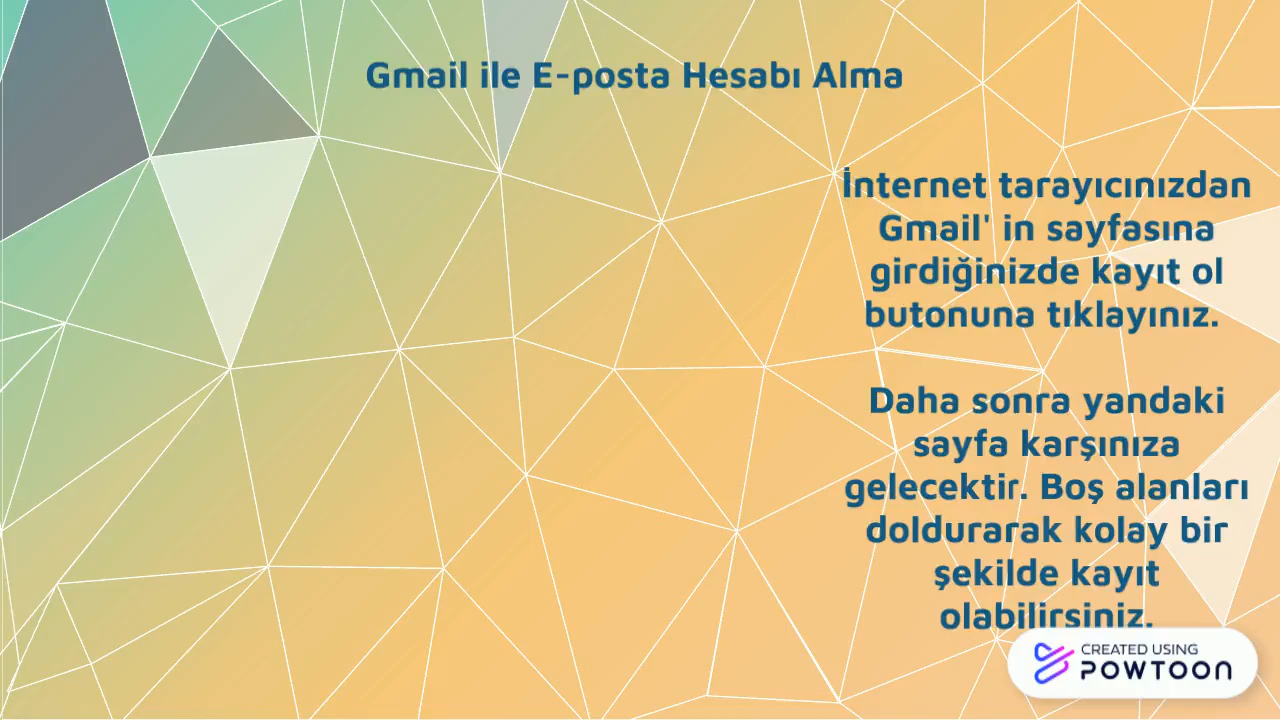 Gmail ile E-posta Hesabı Alma
İnternet tarayıcınızdan
Gmail' in sayfasına
girdiğinizde kayıt ol
butonuna tıklayınız.
Daha sonra yandaki
sayfa karşınıza
gelecektir. Boş alanları
doldurarak kolay bir
şekilde kayıt
olabilirsiniz.
CREATED USING
POWTOON